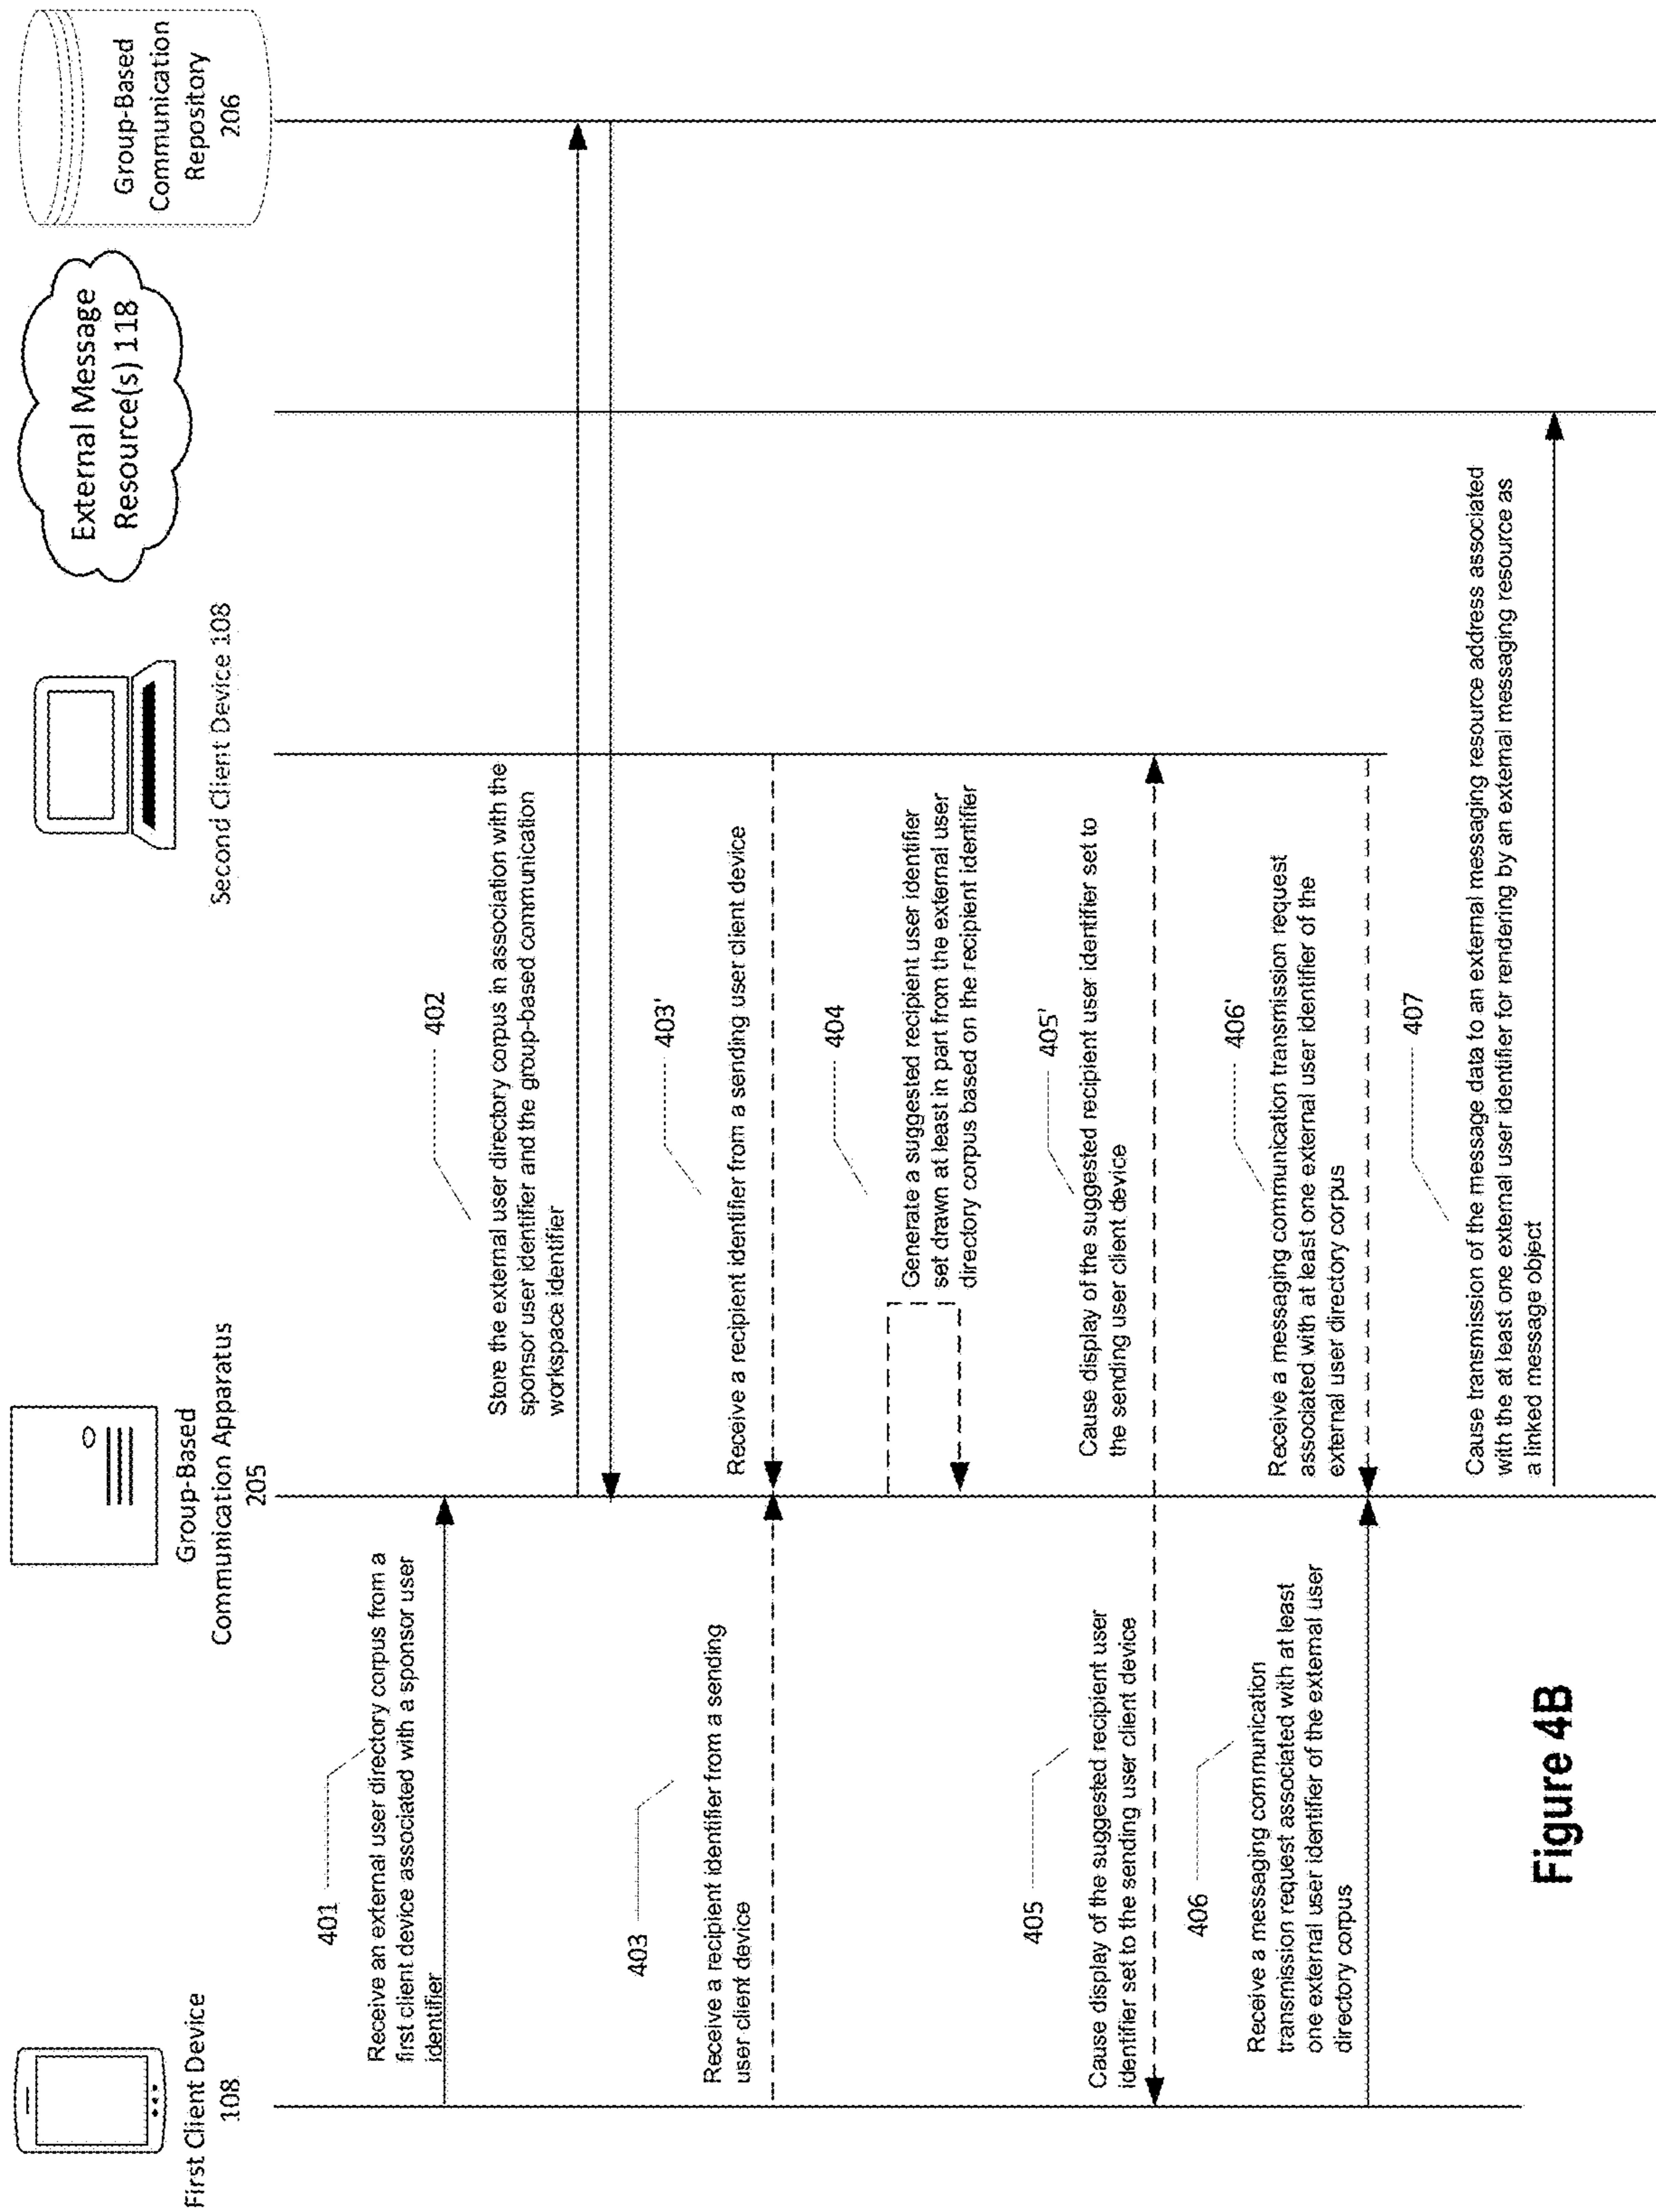 First Client Device
108
Group-Based
Communication Apparatus
205
Second Client Device 108
External Message
Resource(s) 118
Group-Based
Communication
Repository
206
401
Receive an external user directory corpus from a
first client device associated with a sponsor user
identifier
402
Store the external user directory corpus in association with the
sponsor user identifier and the group-based communication
workspace identifier
403
Receive a recipient identifier from a sending
user client device
403'
Receive a recipient identifier from a sending user client device
404
Generate a suggested recipient user identifier
set drawn at least in part from the external user
directory corpus based on the recipient identifier
405
Cause display of the suggested recipient user
identifier set to the sending user client device
405'
Cause display of the suggested recipient user identifier set to
the sending user client device
406
Receive a messaging communication
transmission request associated with at least
one external user identifier of the external user
directory corpus
406'
Receive a messaging communication transmission request
associated with at least one external user identifier of the
external user directory corpus
407
Cause transmission of the message data to an external messaging resource address associated
with the at least one external user identifier for rendering by an external messaging resource as
a linked message object
Figure 4B